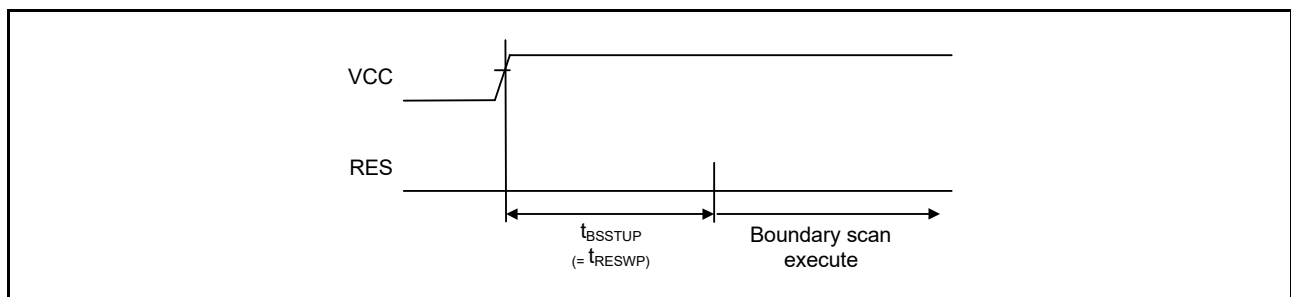 VCC
RES
tBSSTUP
(= tRESWP)
Boundary scan
execute